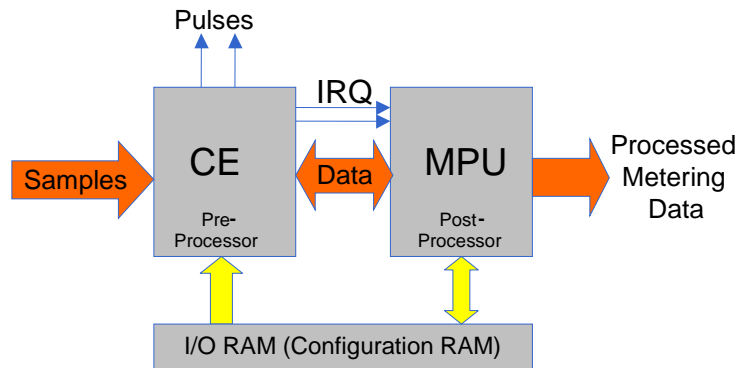 Pulses
IRQ
Samples
CE
Pre-
Processor
Data
MPU
Post-
Processor
Processed
Metering
Data
I/O RAM (Configuration RAM)